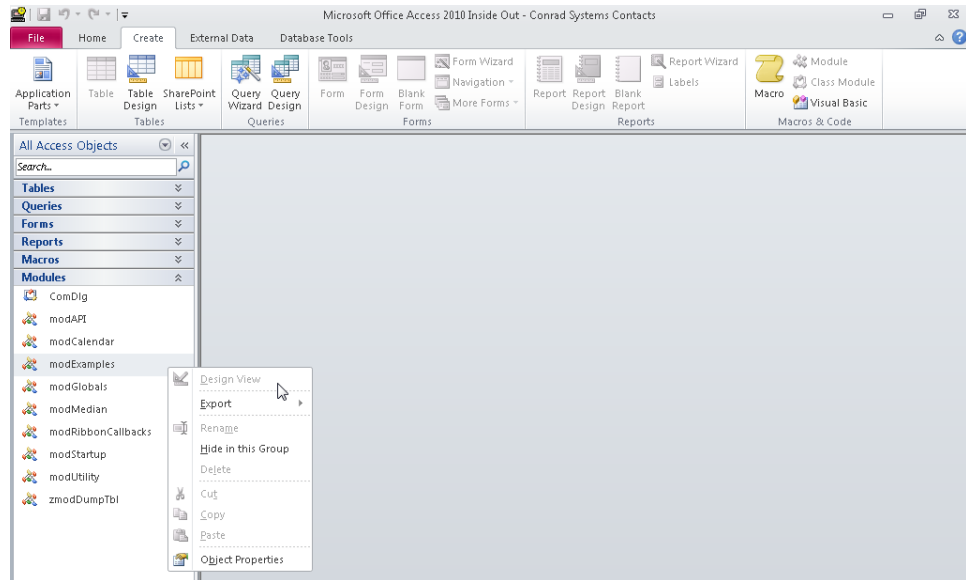 Microsoft Office Access 2010 Inside Out - Conrad Systems Contacts
File Home Create External Data Database Tools
Application Parts
Table
Table Design
SharePoint Lists
Query Wizard
Query Design
Form
Form Design
Blank Form
Form Wizard
Navigation
More Forms
Report
Report Design
Blank Report
Report Wizard
Labels
Macro
Module
Class Module
Visual Basic
Templates Tables Queries Forms Reports Macros & Code
All Access Objects
Search...
Tables
Queries
Forms
Reports
Macros
Modules
ComDlg
modAPI
modCalendar
modExamples
modGlobals
modMedian
modRibbonCallbacks
modStartup
modUtility
zmodDumpTbl
Design View
Export
Rename
Hide in this Group
Delete
Cut
Copy
Paste
Object Properties